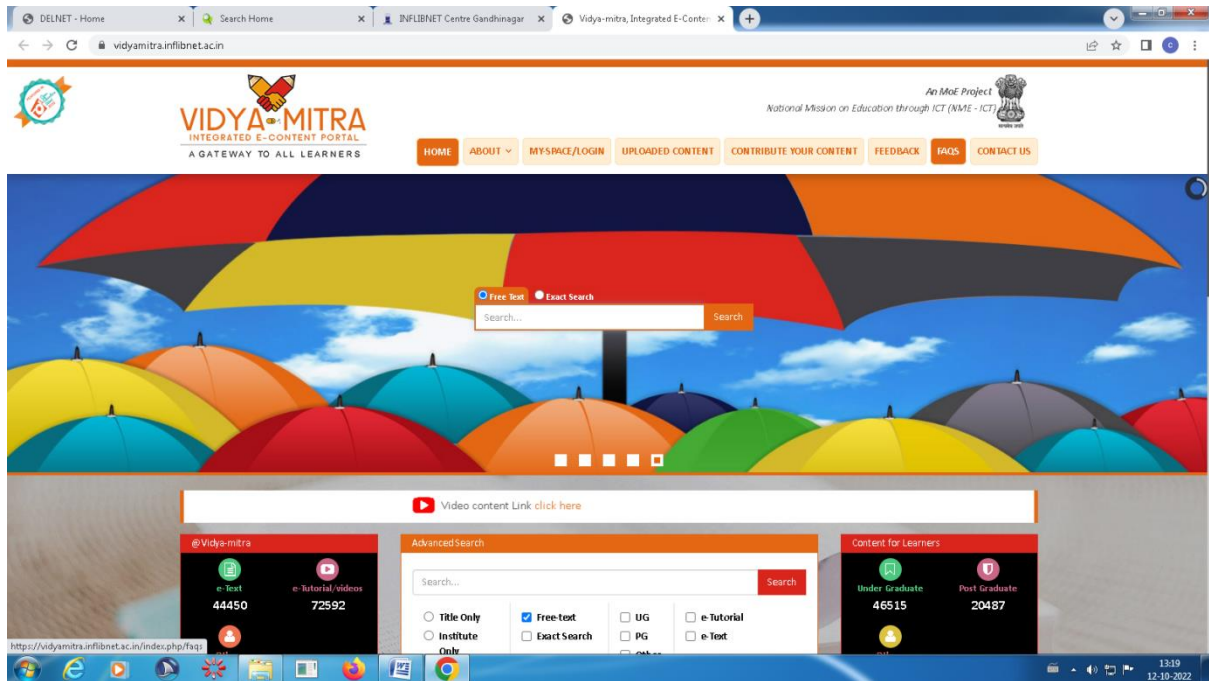 DELNET - Home
Search Home
INFLIBNET Centre Gandhinagar
Vidya-mitra, Integrated E-Conten
vidyamitra.inflibnet.ac.in
VIDYA-MITRA
INTEGRATED E-CONTENT PORTAL
A GATEWAY TO ALL LEARNERS
An MoE Project
National Mission on Education through ICT (NME - ICT)
HOME ABOUT MY-SPACE/LOGIN UPLOADED CONTENT CONTRIBUTE YOUR CONTENT FEEDBACK FAQS CONTACT US
Free Text Exact Search
Search... Search
Video content Link click here
@Vidya-mitra
e-Text e-Tutorial/videos
44450 72592
Advanced Search
Search... Search
Title Only Free-text UG e-Tutorial
Institute Exact Search PG e-Text
Only Other
Content for Learners
Under Graduate Post Graduate
46515 20487
https://vidyamitra.inflibnet.ac.in/index.php/faqs
13:19
12-10-2022